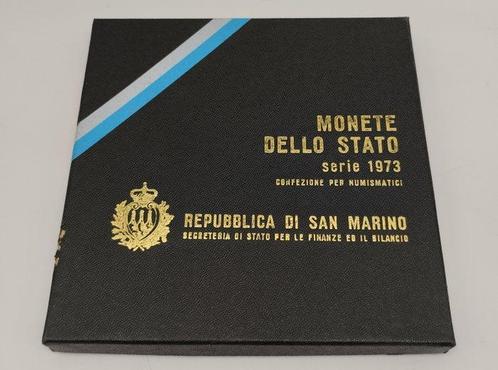 MONETE
DELLO STATO
serie 1973
CONFEZIONE PER NUMISMATICI
REPUBBLICA DI SAN MARINO
SEGRETERIA DI STATO PER LE FINANZE ED IL BILANCIO